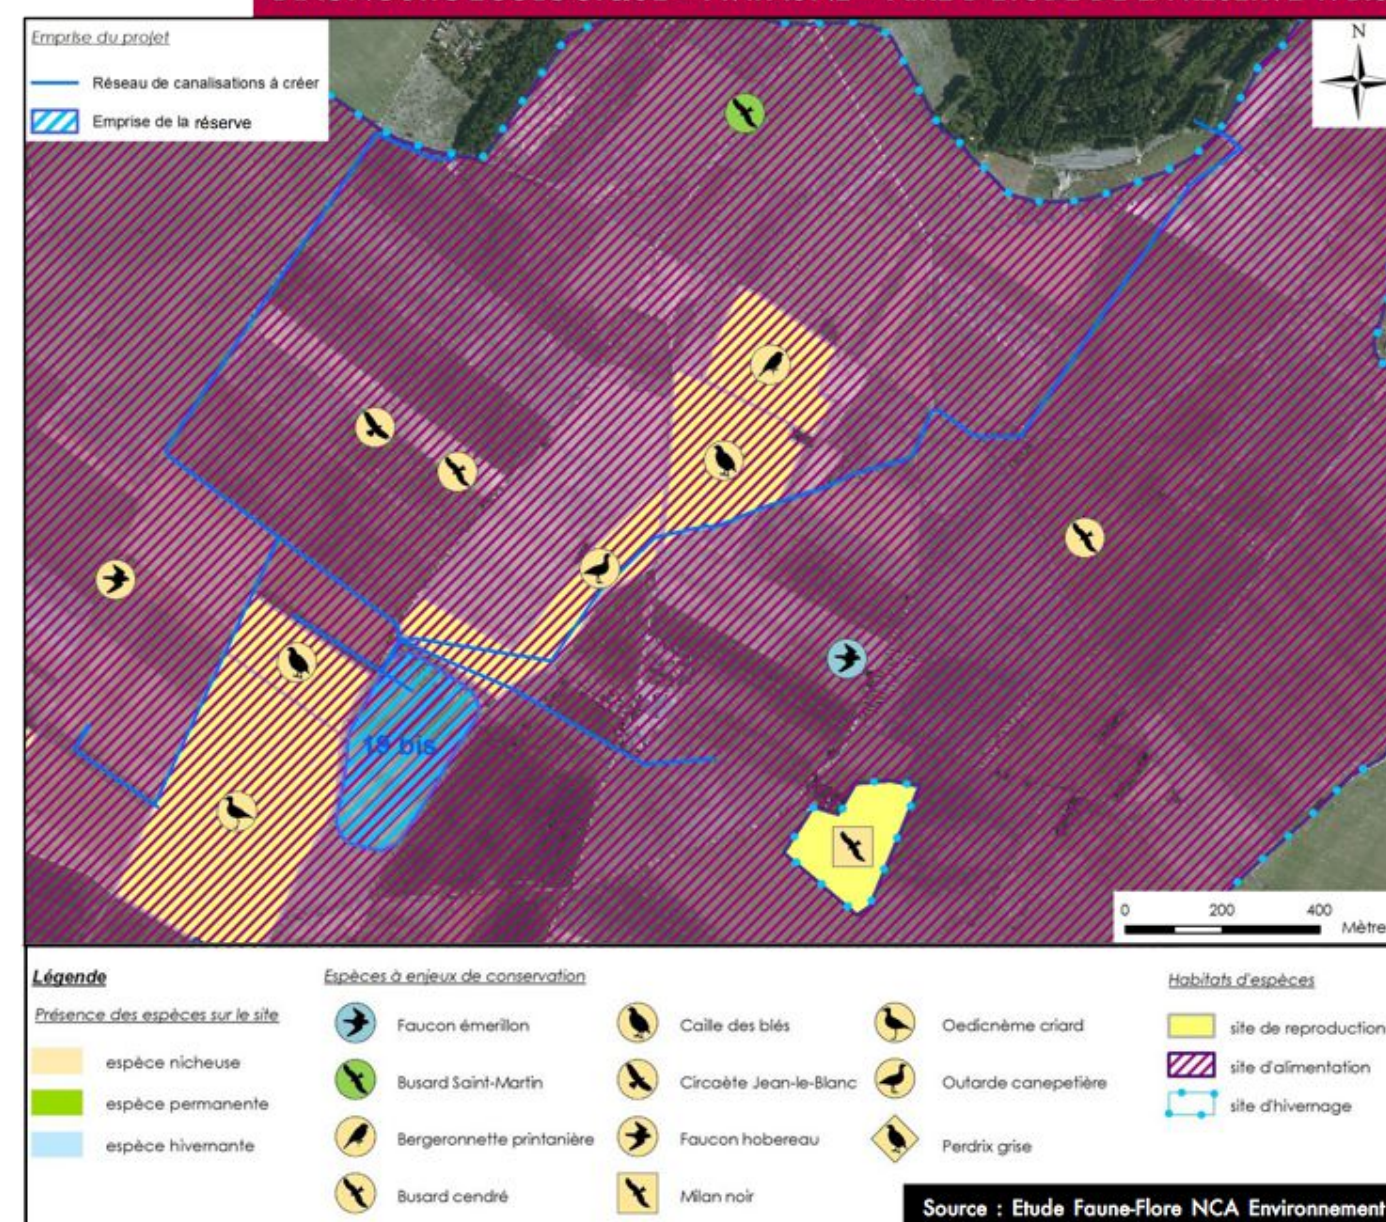 Emprise du projet
Réseau de canalisations à créer
Emprise de la réserve
N
19 bis
0 200 400
Mètre
Légende
Présence des espèces sur le site
espèce nicheuse
espèce permanente
espèce hivernante
Espèces à enjeux de conservation
Faucon émerillon
Busard Saint-Martin
Bergeronnette printanière
Busard cendré
Caille des blés
Circaète Jean-le-Blanc
Faucon hobereau
Milan noir
Oedicnème criard
Outarde canepetière
Perdrix grise
Habitats d'espèces
site de reproduction
site d'alimentation
site d'hivernage
Source : Etude Faune-Flore NCA Environnement